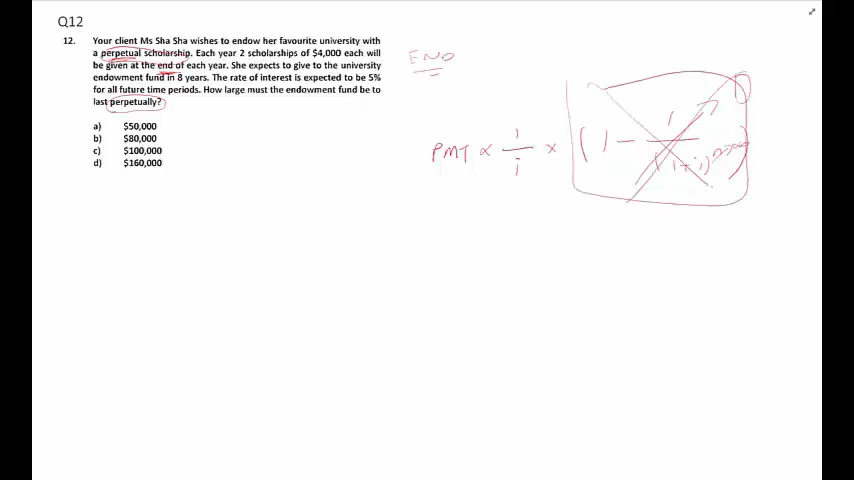 Q12
12. Your client Ms Sha Sha wishes to endow her favourite university with
a perpetual scholarship. Each year 2 scholarships of $4,000 each will
be given at the end of each year. She expects to give to the university
endowment fund in 8 years. The rate of interest is expected to be 5%
for all future time periods. How large must the endowment fund be to
last perpetually?
a) $50,000
b) $80,000
c) $100,000
d) $160,000
END
PMT × 1/i × (1 - 1/(1+i)